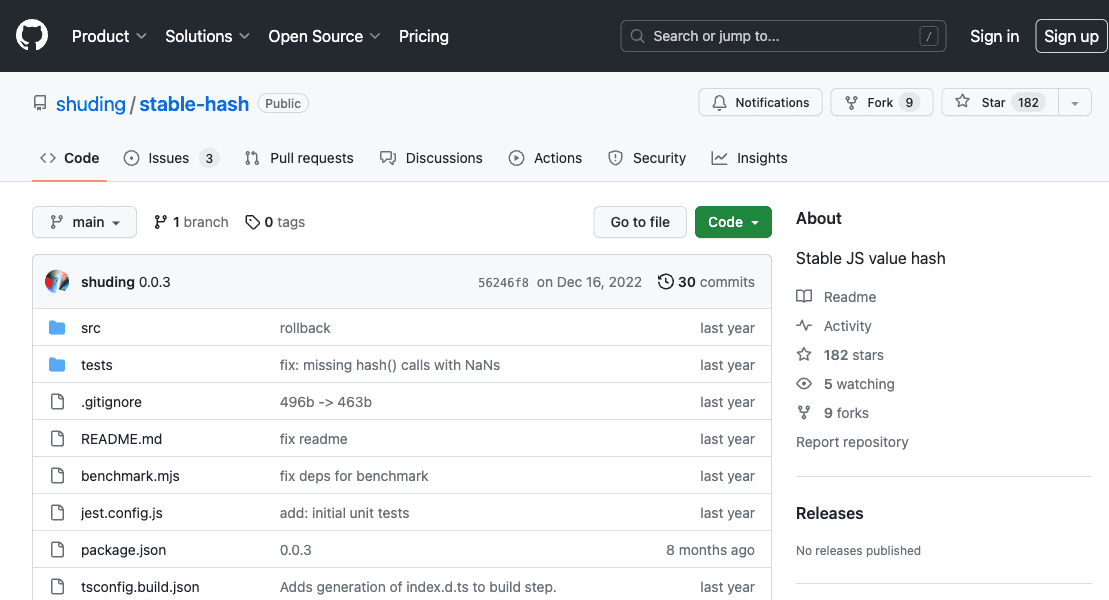 Product Solutions Open Source Pricing Search or jump to... / Sign in Sign up
shuding / stable-hash Public Notifications Fork 9 Star 182
Code Issues 3 Pull requests Discussions Actions Security Insights
main 1 branch 0 tags Go to file Code
shuding 0.0.3 56246f8 on Dec 16, 2022 30 commits
src rollback last year
tests fix: missing hash() calls with NaNs last year
.gitignore 496b -> 463b last year
README.md fix readme last year
benchmark.mjs fix deps for benchmark last year
jest.config.js add: initial unit tests last year
package.json 0.0.3 8 months ago
tsconfig.build.json Adds generation of index.d.ts to build step. last year
About
Stable JS value hash
Readme
Activity
182 stars
5 watching
9 forks
Report repository
Releases
No releases published